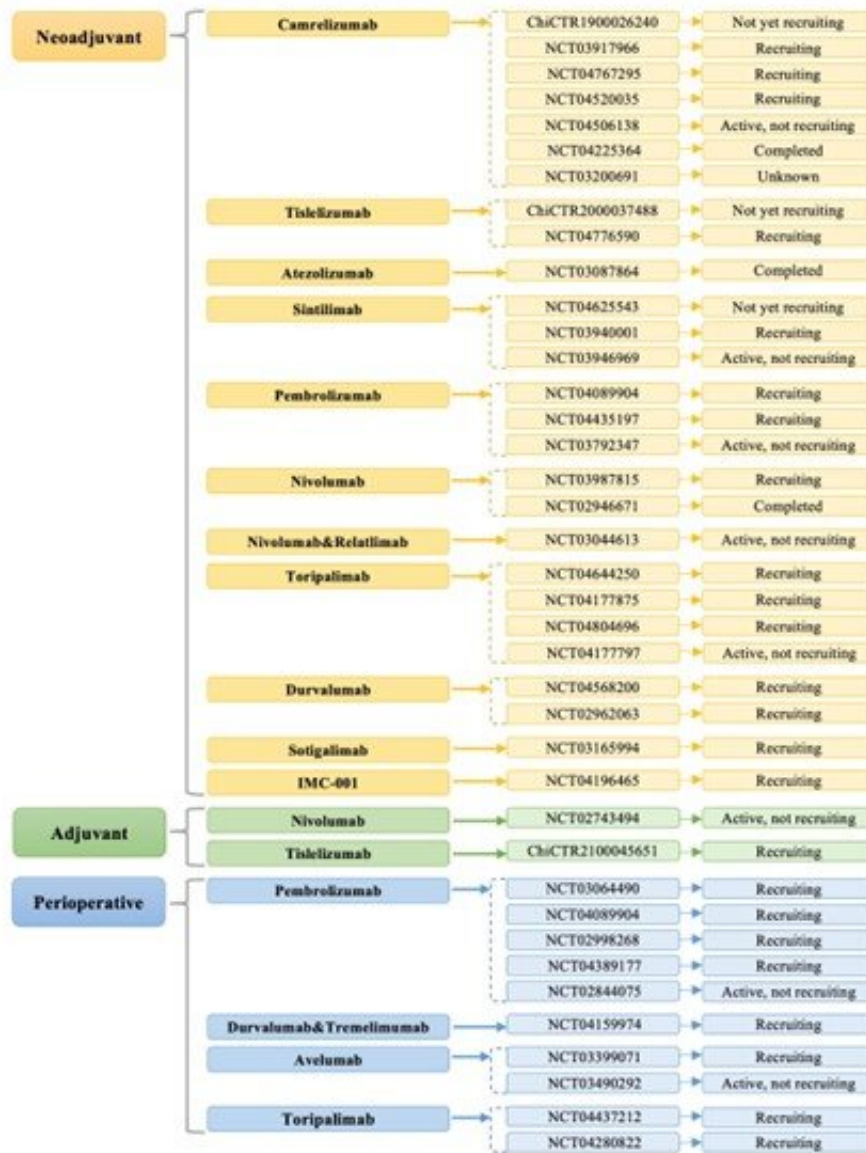 Camrelizumab ChiCTR1900026240 Not yet recruiting
Neoadjuvant NCT03917966 Recruiting
NCT04767295 Recruiting
NCT04520035 Recruiting
NCT04506138 Active, not recruiting
NCT04225364 Completed
NCT03200691 Unknown
Tislelizumab ChiCTR2000037488 Not yet recruiting
NCT04776590 Recruiting
Atezolizumab NCT03087864 Completed
Sintilimab NCT04625543 Not yet recruiting
NCT03940001 Recruiting
NCT03946969 Active, not recruiting
Pembrolizumab NCT04089904 Recruiting
NCT04435197 Recruiting
NCT03792347 Active, not recruiting
Nivolumab NCT03987815 Recruiting
NCT02946671 Completed
Nivolumab&Relatlimab NCT03044613 Active, not recruiting
Toripalimab NCT04644250 Recruiting
NCT04177875 Recruiting
NCT04804696 Recruiting
NCT04177797 Active, not recruiting
Durvalumab NCT04568200 Recruiting
NCT02962063 Recruiting
Sotigalimab NCT03165994 Recruiting
IMC-001 NCT04196465 Recruiting
Nivolumab NCT02743494 Active, not recruiting
Adjuvant
Tislelizumab ChiCTR2100045651 Recruiting
Pembrolizumab NCT03064490 Recruiting
Perioperative NCT04089904 Recruiting
NCT02998268 Recruiting
NCT04389177 Recruiting
NCT02844075 Active, not recruiting
Durvalumab&Tremelimumab NCT04159974 Recruiting
Avelumab NCT03399071 Recruiting
NCT03490292 Active, not recruiting
Toripalimab NCT04437212 Recruiting
NCT04280822 Recruiting